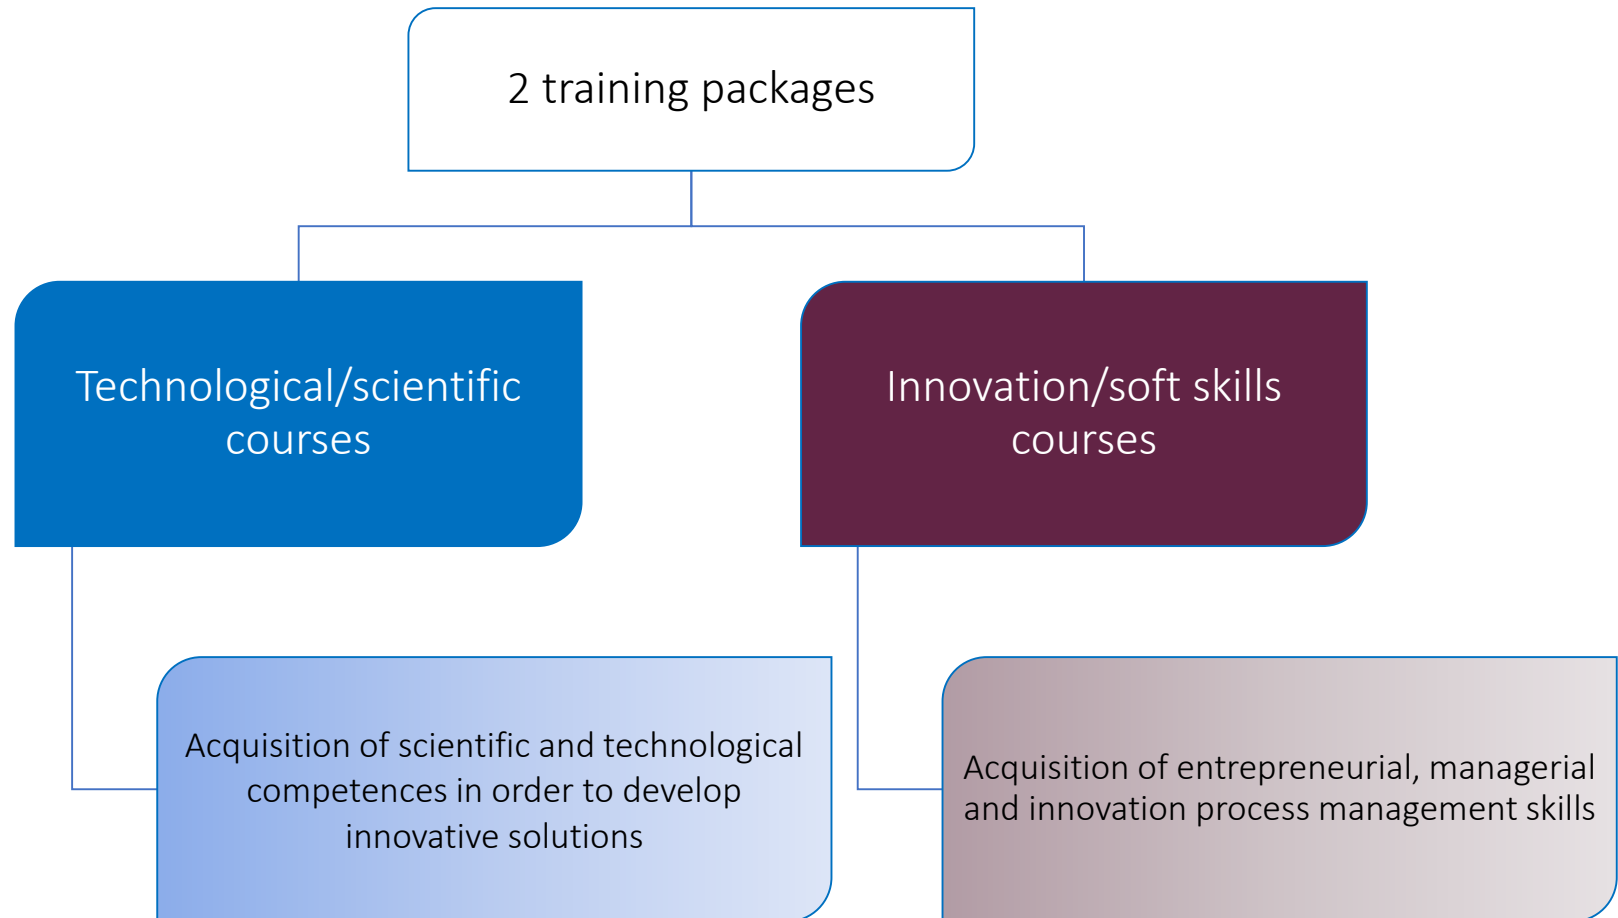 2 training packages
Technological/scientific
courses
Innovation/soft skills
courses
Acquisition of scientific and technological
competences in order to develop
innovative solutions
Acquisition of entrepreneurial, managerial
and innovation process management skills